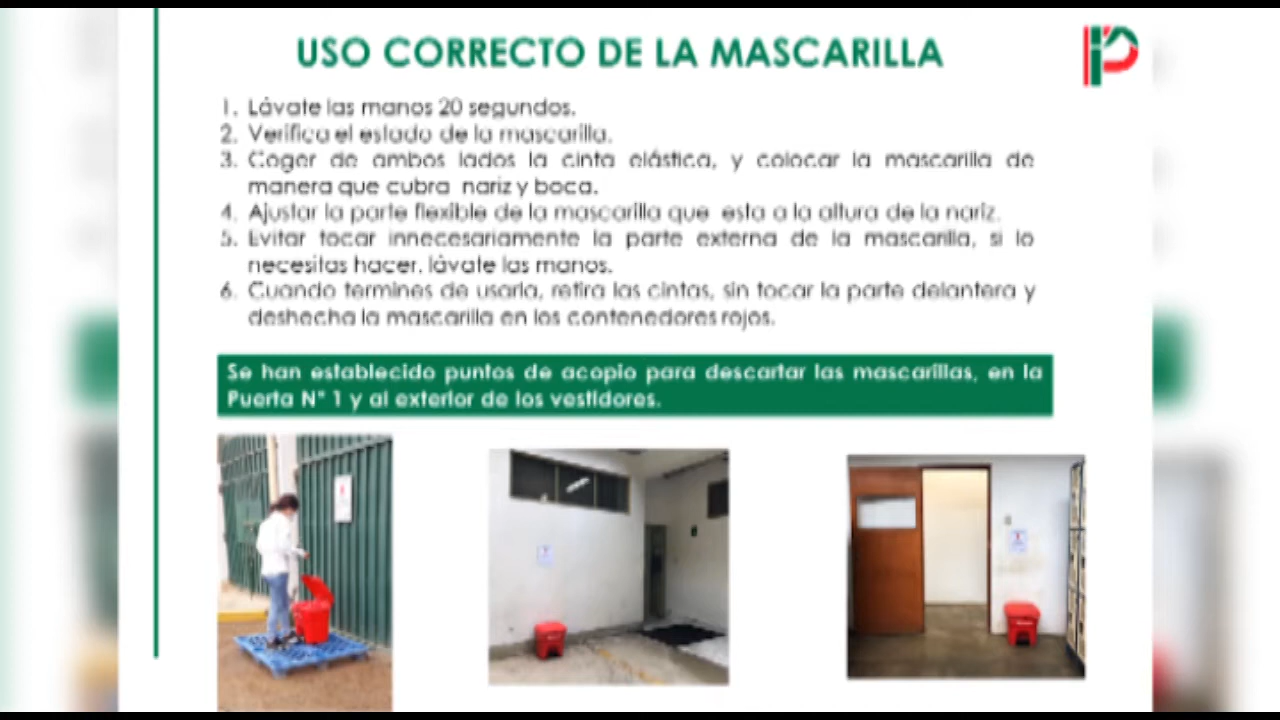 USO CORRECTO DE LA MASCARILLA
1. Lávate las manos 20 segundos.
2. Verifica el estado de la mascarilla.
3. Coger de ambos lados la cinta elástica, y colocar la mascarilla de
manera que cubra nariz y boca.
4. Ajustar la parte flexible de la mascarilla que esta a la altura de la nariz.
5. Evitar tocar innecesariamente la parte externa de la mascarilla, si lo
necesitas hacer, lávate las manos.
6. Cuando termines de usarla, retira las cintas, sin tocar la parte delantera y
deshecha la mascarilla en los contenedores rojos.
Se han establecido puntos de acopio para descartar las mascarillas, en la
Puerta N° 1 y al exterior de los vestidores.